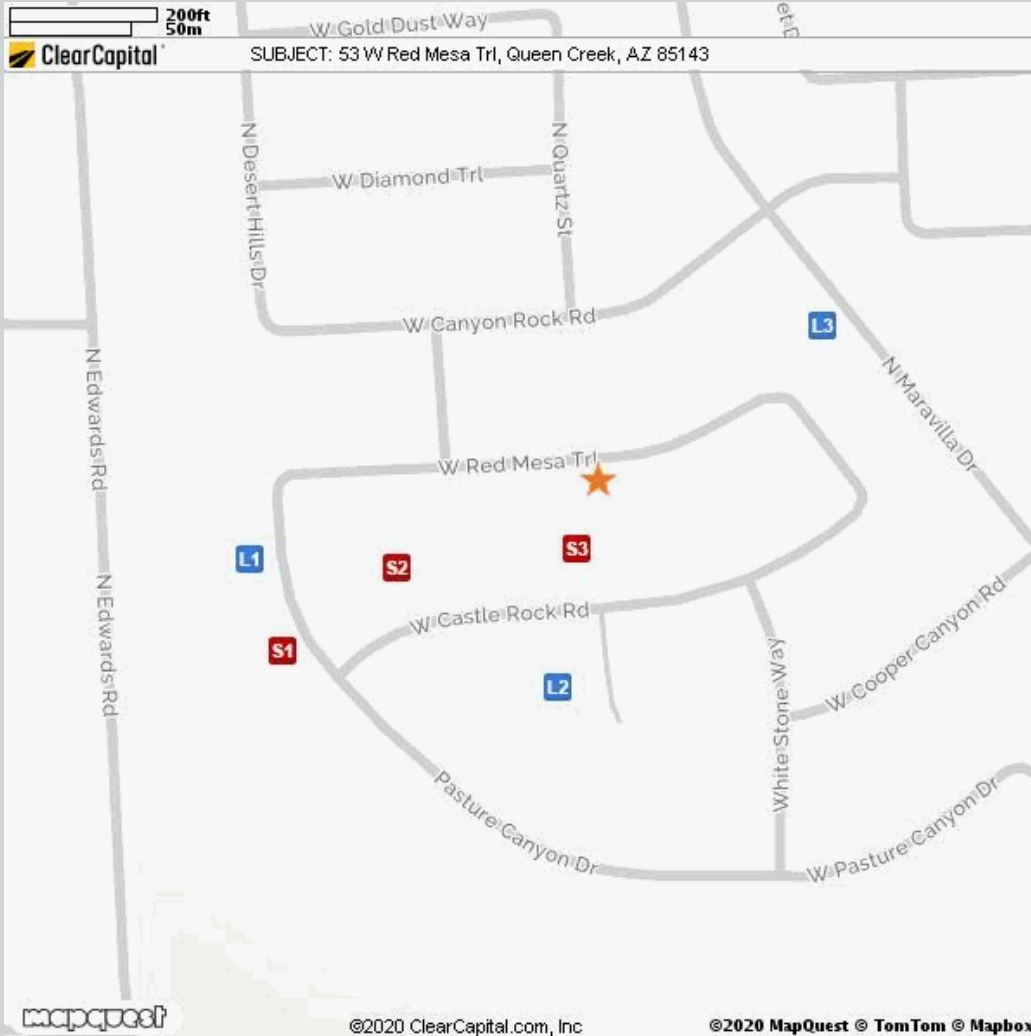 200ft
50m
W Gold Dust Way
ClearCapital
SUBJECT: 53 W Red Mesa Trl, Queen Creek, AZ 85143
N Desert Hills Dr
N Quartz St
W Diamond Trl
W Canyon Rock Rd
L3
N Edwards Rd
N Maravilla Dr
W Red Mesa Trl
L1
S2
S3
N Edwards Rd
W Castle Rock Rd
S1
L2
White Stone Way
W Cooper Canyon Rd
Pasture Canyon Dr
W Pasture Canyon Dr
mapquest
©2020 ClearCapital.com, Inc
©2020 MapQuest © TomTom © Mapbox